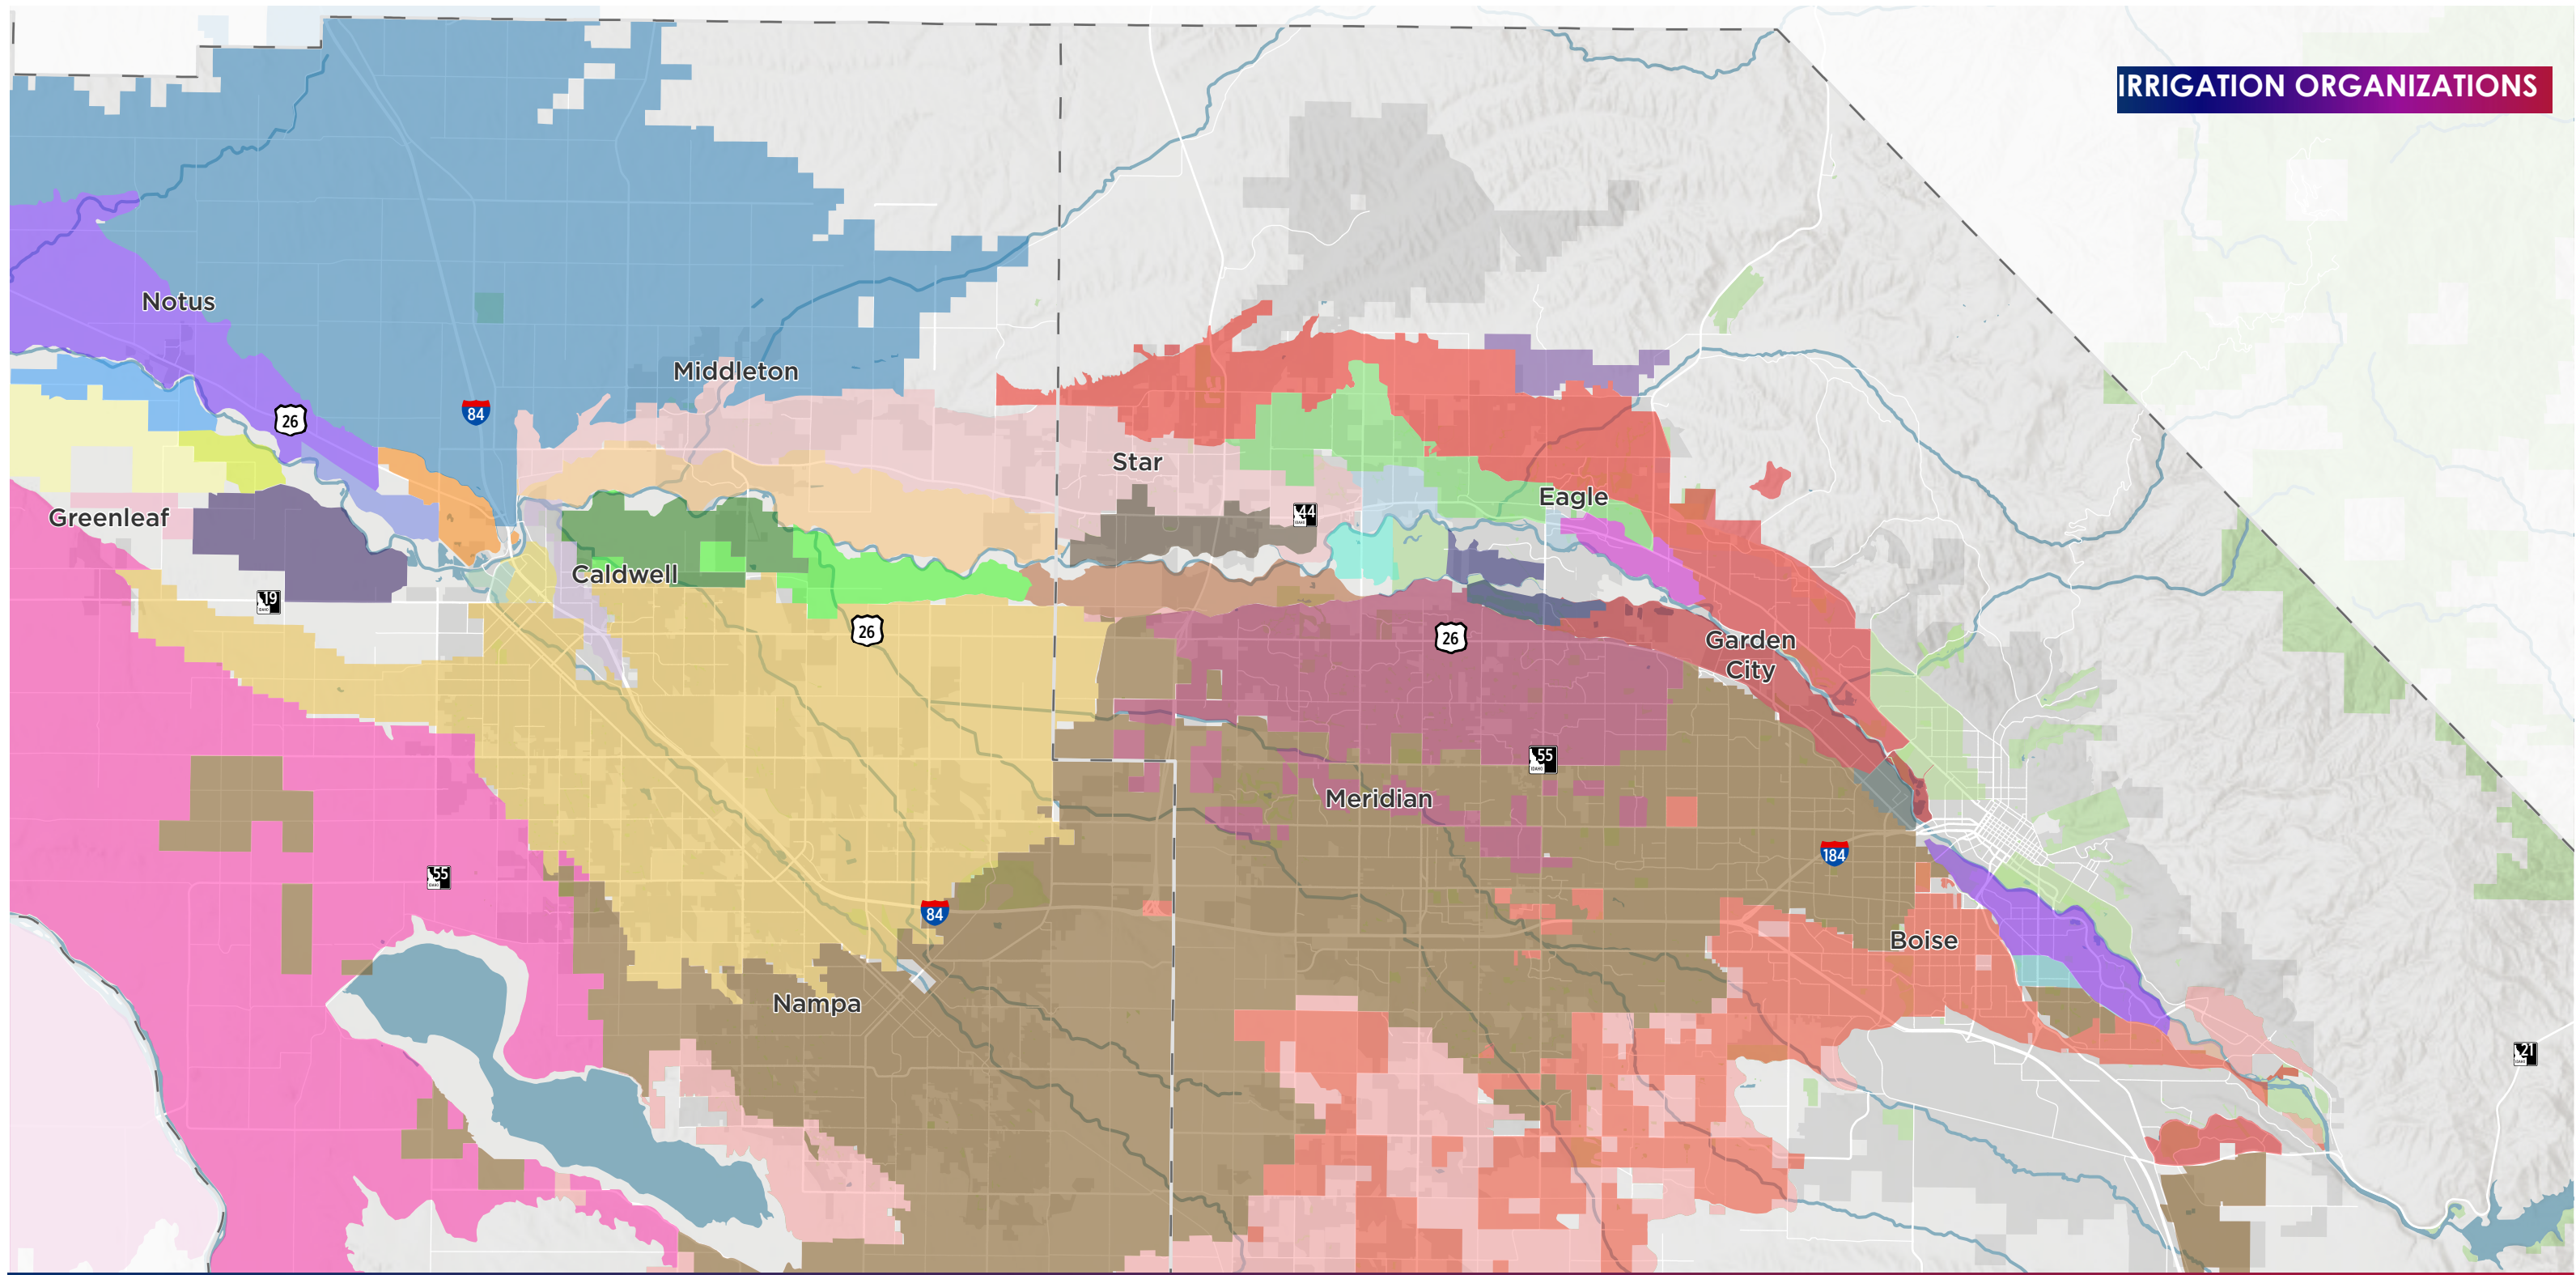 IRRIGATION ORGANIZATIONS
Notus
Middleton
84
26
Star
Eagle
44
Greenleaf
Caldwell
19
26
26
Garden
City
55
Meridian
184
55
84
Boise
Nampa
21